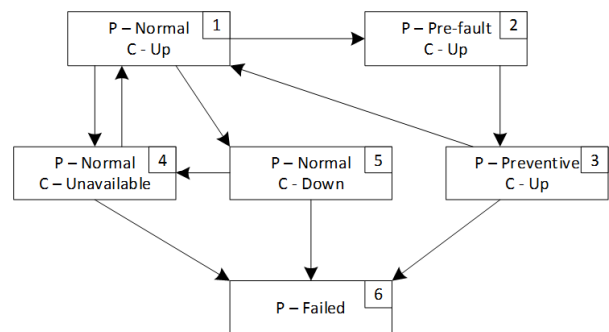 P – Normal
C - Up
1
P – Pre-fault
C - Up
2
P – Normal
C – Unavailable
4
P – Normal
C - Down
5
P – Preventive
C – Up
3
P – Failed
6